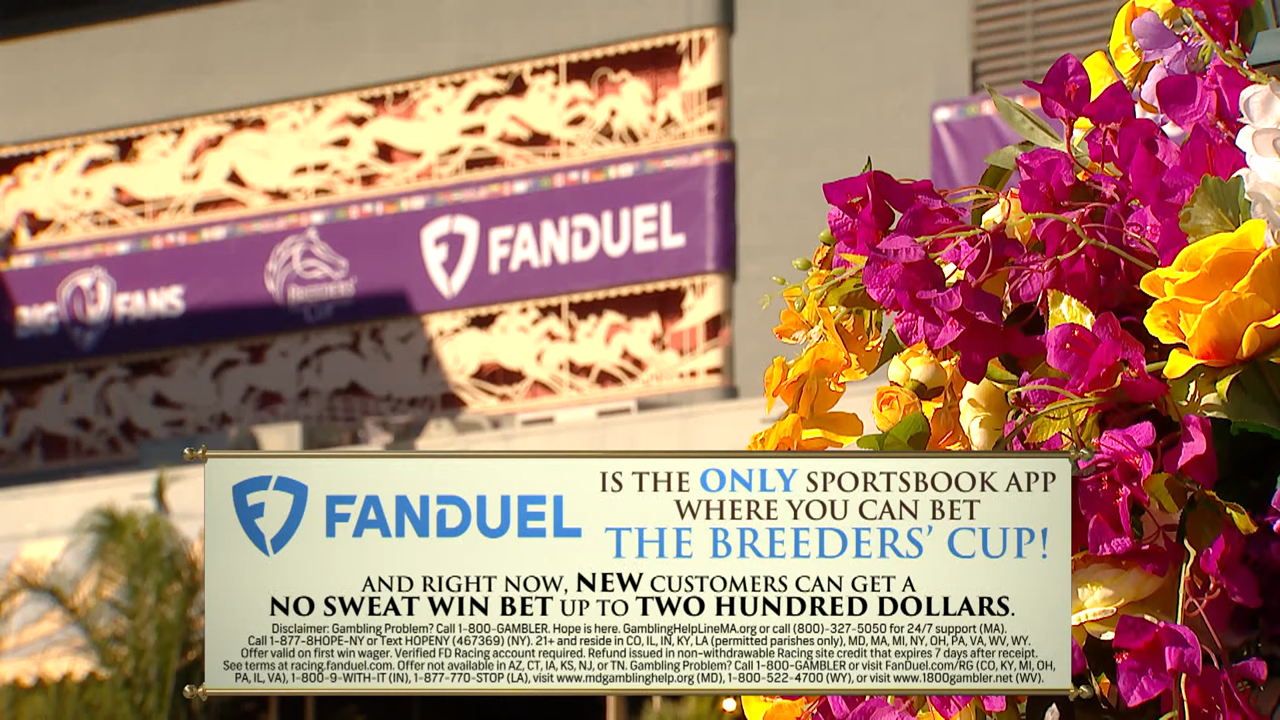 BIG FANS
BREEDERS'
CUP
FANDUEL
FANDUEL
IS THE ONLY SPORTSBOOK APP
WHERE YOU CAN BET
THE BREEDERS' CUP!
AND RIGHT NOW, NEW CUSTOMERS CAN GET A
NO SWEAT WIN BET UP TO TWO HUNDRED DOLLARS.
Disclaimer: Gambling Problem? Call 1-800-GAMBLER. Hope is here. GamblingHelpLineMA.org or call (800)-327-5050 for 24/7 support (MA).
Call 1-877-8HOPE-NY or Text HOPENY (467369) (NY). 21+ and reside in CO, IL, IN, KY, LA (permitted parishes only), MD, MA, MI, NY, OH, PA, VA, WV, WY.
Offer valid on first win wager. Verified FD Racing account required. Refund issued in non-withdrawable Racing site credit that expires 7 days after receipt.
See terms at racing.fanduel.com. Offer not available in AZ, CT, IA, KS, NJ, or TN. Gambling Problem? Call 1-800-GAMBLER or visit FanDuel.com/RG (CO, KY, MI, OH,
PA, IL, VA), 1-800-9-WITH-IT (IN), 1-877-770-STOP (LA), visit www.mdgamblinghelp.org (MD), 1-800-522-4700 (WY), or visit www.1800gambler.net (WV).